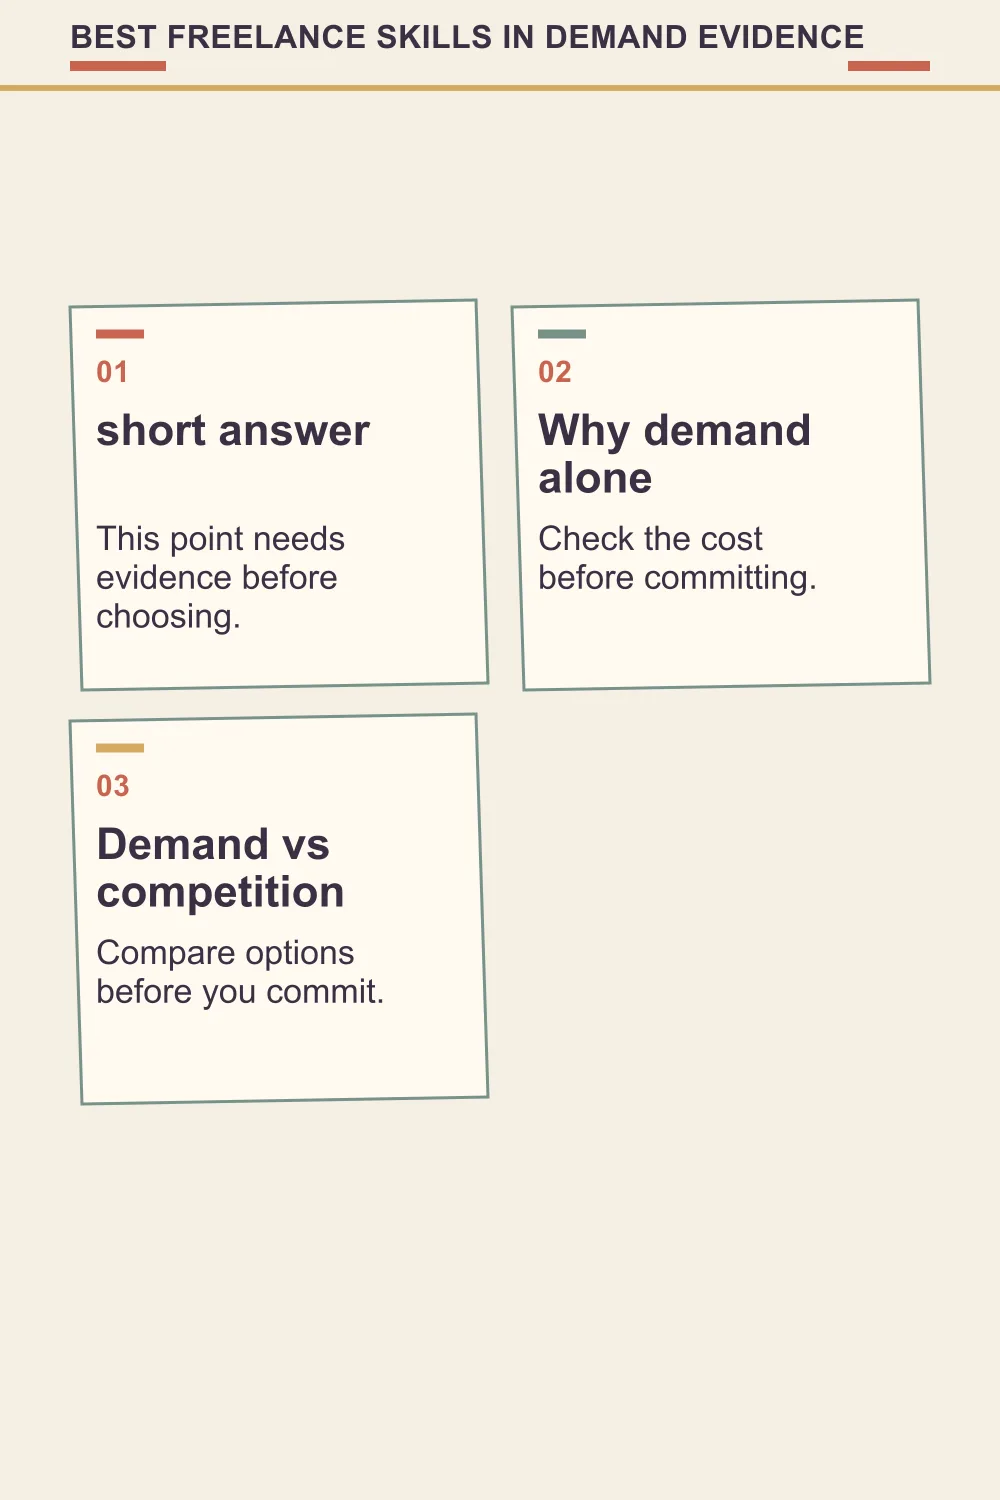 BEST FREELANCE SKILLS IN DEMAND EVIDENCE
01
short answer
This point needs
evidence before
choosing.
02
Why demand
alone
Check the cost
before committing.
03
Demand vs
competition
Compare options
before you commit.